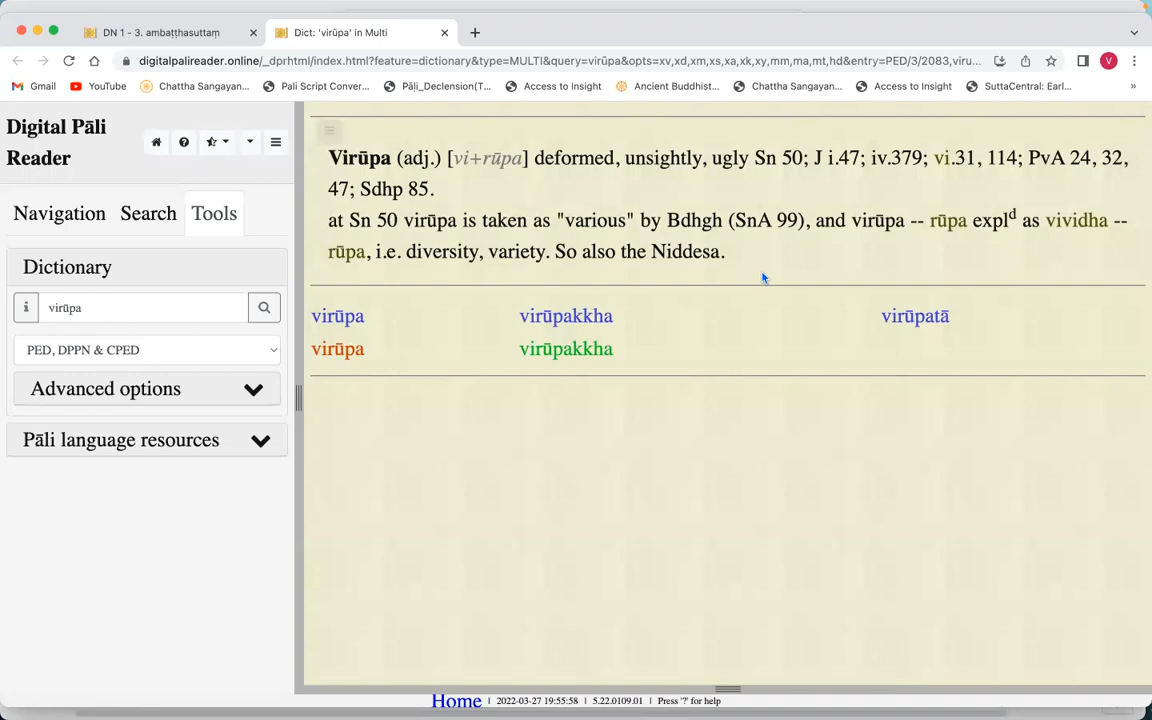 DN 1 - 3. ambaṭṭhasuttaṃ
Dict: 'virūpa' in Multi
digitalpalireader.online/_dprhtml/index.html?feature=dictionary&type=MULTI&query=virūpa&opts=xv,xd,xm,xs,xa,xk,xy,mm,ma,mt,hd&entry=PED/3/2083,viru...
V
Gmail
YouTube
Chattha Sangayan...
Pali Script Conver...
Pāḷi_Declension(T...
Access to Insight
Ancient Buddhist...
Chattha Sangayan...
Access to Insight
SuttaCentral: Earl...
»
Digital Pāli
Reader
Navigation
Search
Tools
Dictionary
virūpa
PED, DPPN & CPED
Advanced options
Pāli language resources
Virūpa (adj.) [vi+rūpa] deformed, unsightly, ugly Sn 50; J i.47; iv.379; vi.31, 114; PvA 24, 32,
47; Sdhp 85.
at Sn 50 virūpa is taken as "various" by Bdhgh (SnA 99), and virūpa -- rūpa expld as vividha --
rūpa, i.e. diversity, variety. So also the Niddesa.
virūpa virūpakkha virūpatā
virūpa virūpakkha
Home | 2022-03-27 19:55:58 | 5.22.0109.01 | Press '?' for help